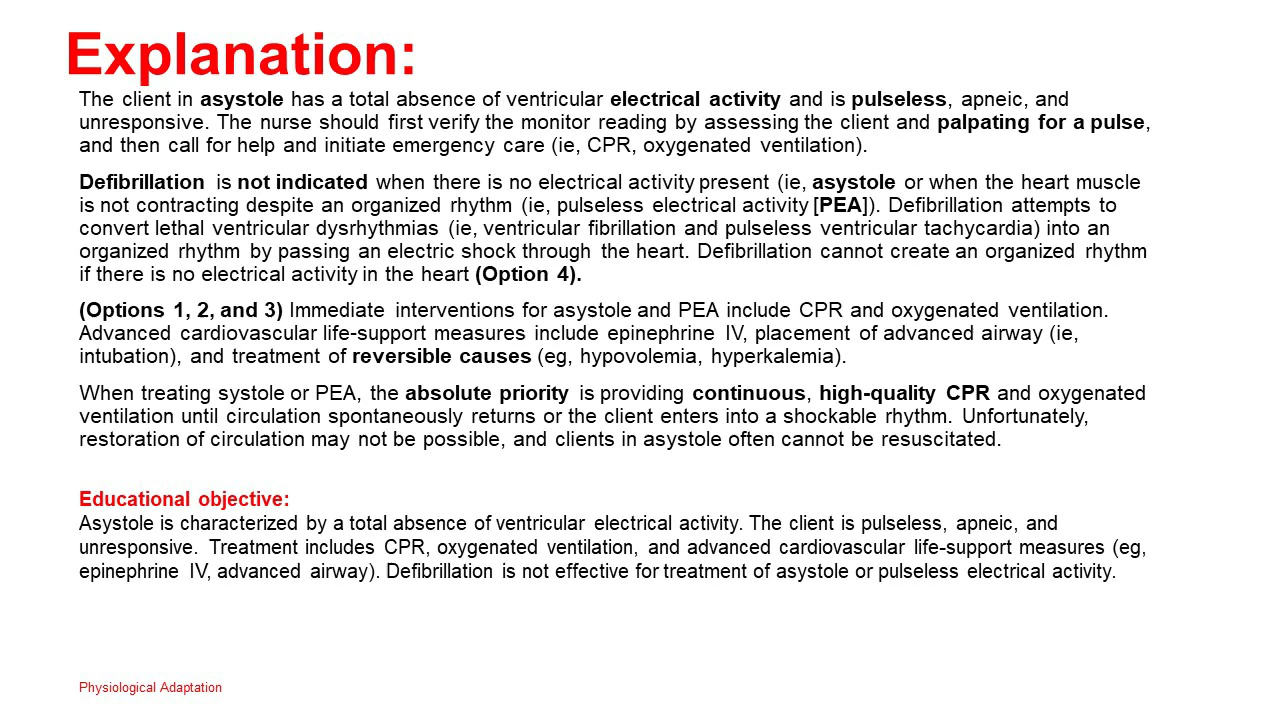 Explanation:
The client in asystole has a total absence of ventricular electrical activity and is pulseless, apneic, and
unresponsive. The nurse should first verify the monitor reading by assessing the client and palpating for a pulse,
and then call for help and initiate emergency care (ie, CPR, oxygenated ventilation).
Defibrillation is not indicated when there is no electrical activity present (ie, asystole or when the heart muscle
is not contracting despite an organized rhythm (ie, pulseless electrical activity [PEA]). Defibrillation attempts to
convert lethal ventricular dysrhythmias (ie, ventricular fibrillation and pulseless ventricular tachycardia) into an
organized rhythm by passing an electric shock through the heart. Defibrillation cannot create an organized rhythm
if there is no electrical activity in the heart (Option 4).
(Options 1, 2, and 3) Immediate interventions for asystole and PEA include CPR and oxygenated ventilation.
Advanced cardiovascular life-support measures include epinephrine IV, placement of advanced airway (ie,
intubation), and treatment of reversible causes (eg, hypovolemia, hyperkalemia).
When treating systole or PEA, the absolute priority is providing continuous, high-quality CPR and oxygenated
ventilation until circulation spontaneously returns or the client enters into a shockable rhythm. Unfortunately,
restoration of circulation may not be possible, and clients in asystole often cannot be resuscitated.
Educational objective:
Asystole is characterized by a total absence of ventricular electrical activity. The client is pulseless, apneic, and
unresponsive. Treatment includes CPR, oxygenated ventilation, and advanced cardiovascular life-support measures (eg,
epinephrine IV, advanced airway). Defibrillation is not effective for treatment of asystole or pulseless electrical activity.
Physiological Adaptation